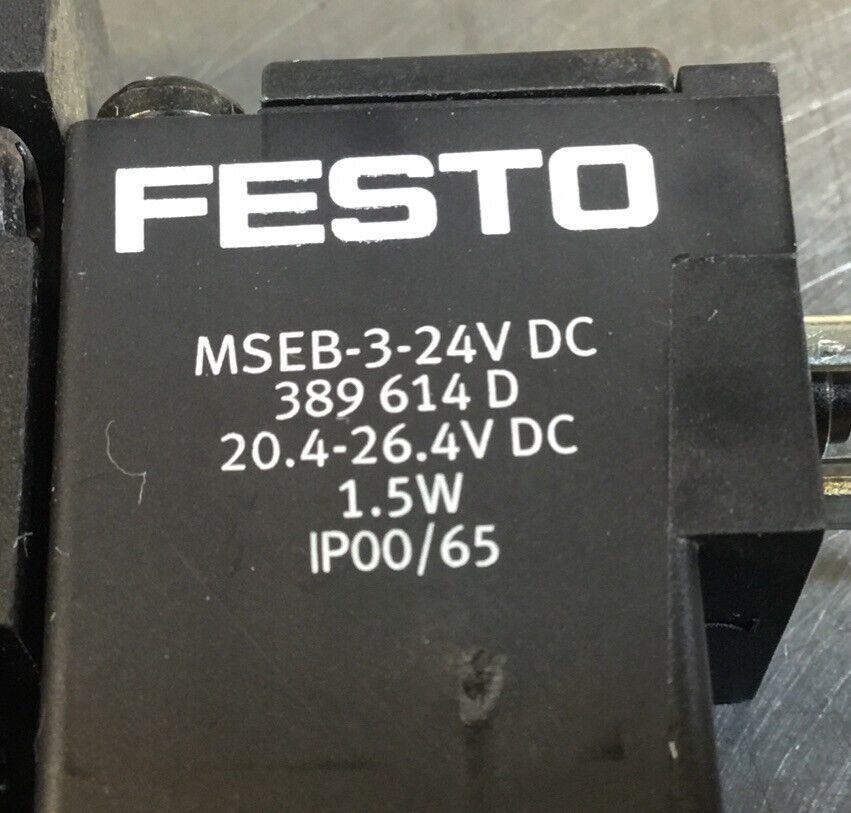 FESTO
MSEB-3-24V DC
389 614 D
20.4-26.4V DC
1.5W
IP00/65